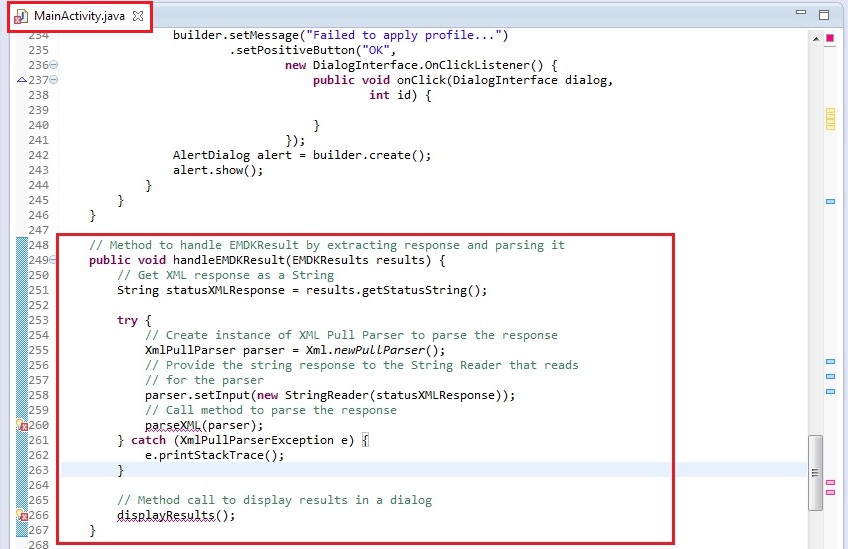 MainActivity.java
234 builder.setMessage("Failed to apply profile...")
235 .setPositiveButton("OK",
236 new DialogInterface.OnClickListener() {
237 public void onClick(DialogInterface dialog,
238 int id) {
239
240 }
241 });
242 AlertDialog alert = builder.create();
243 alert.show();
244 }
245 }
246 }
247
248 // Method to handle EMDKResult by extracting response and parsing it
249 public void handleEMDKResult(EMDKResults results) {
250 // Get XML response as a String
251 String statusXMLResponse = results.getStatusString();
252
253 try {
254 // Create instance of XML Pull Parser to parse the response
255 XmlPullParser parser = Xml.newPullParser();
256 // Provide the string response to the String Reader that reads
257 // for the parser
258 parser.setInput(new StringReader(statusXMLResponse));
259 // Call method to parse the response
260 parseXML(parser);
261 } catch (XmlPullParserException e) {
262 e.printStackTrace();
263 }
264
265 // Method call to display results in a dialog
266 displayResults();
267 }
268